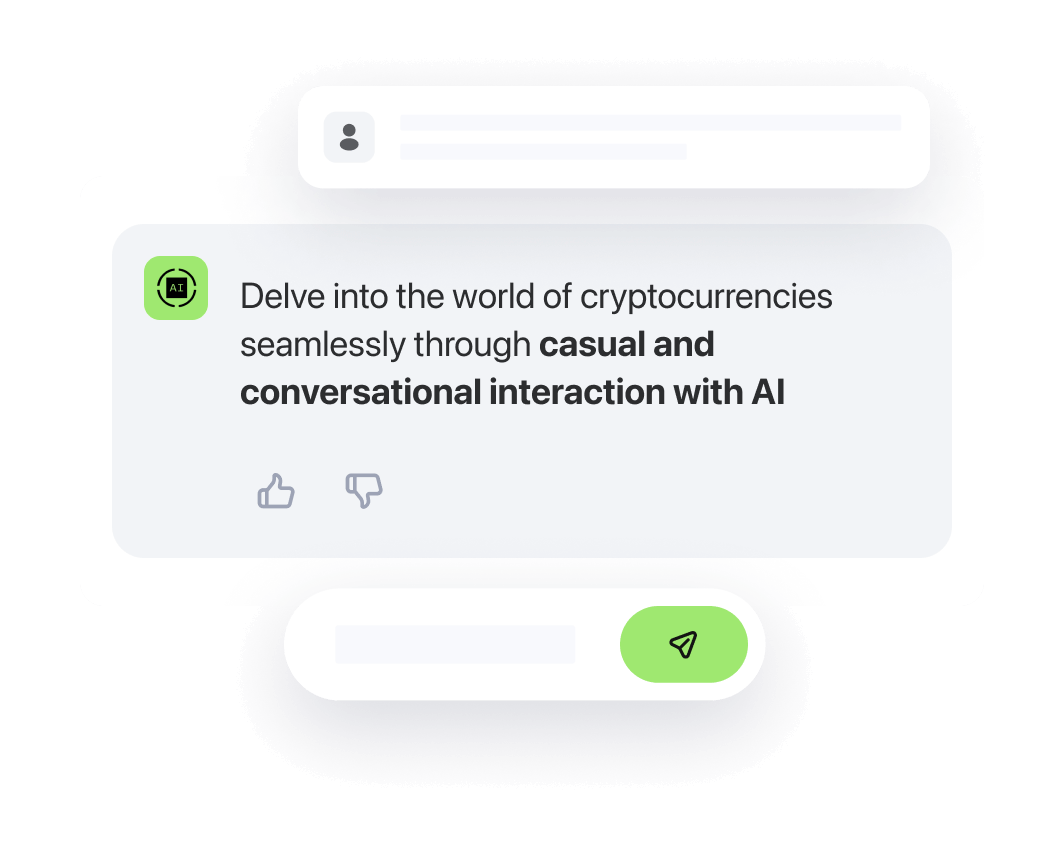 AI
Delve into the world of cryptocurrencies
seamlessly through casual and
conversational interaction with AI